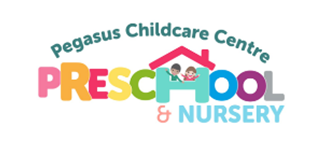 Pegasus Childcare Centre
PRESCHOOL
& NURSERY